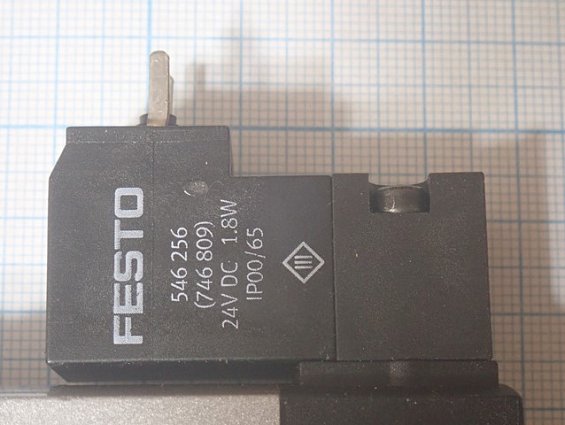 FESTO
546 256
(746 809)
24V DC 1.8W
IP00/65